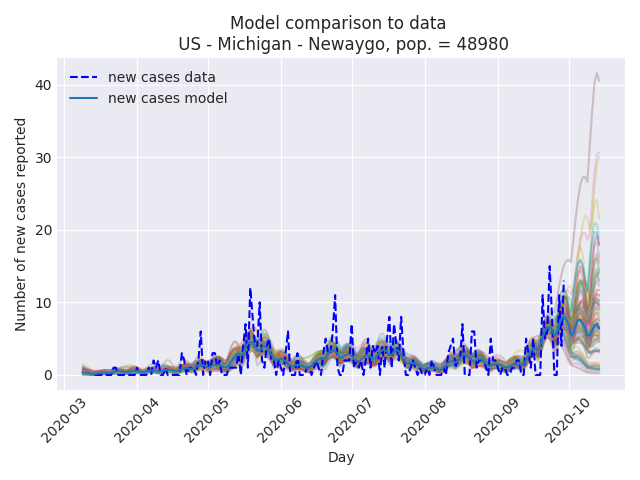 Model comparison to data
US - Michigan - Newaygo, pop. = 48980
new cases data
new cases model
Number of new cases reported
40
30
20
10
0
2020-03
2020-04
2020-05
2020-06
2020-07
2020-08
2020-09
2020-10
Day